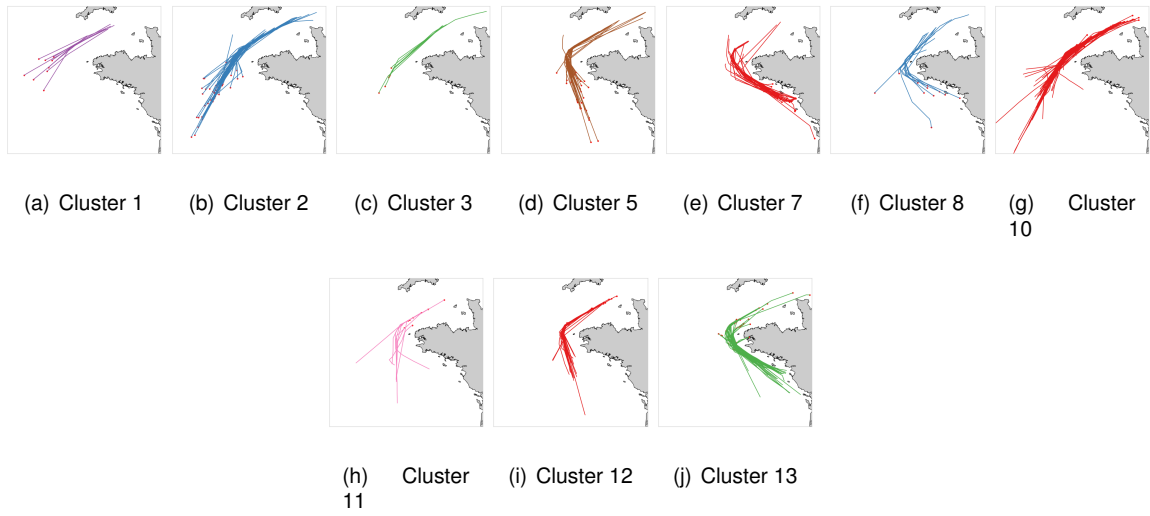 (a) Cluster 1
(b) Cluster 2
(c) Cluster 3
(d) Cluster 5
(e) Cluster 7
(f) Cluster 8
(g) Cluster
10
(h) Cluster
11
(i) Cluster 12
(j) Cluster 13